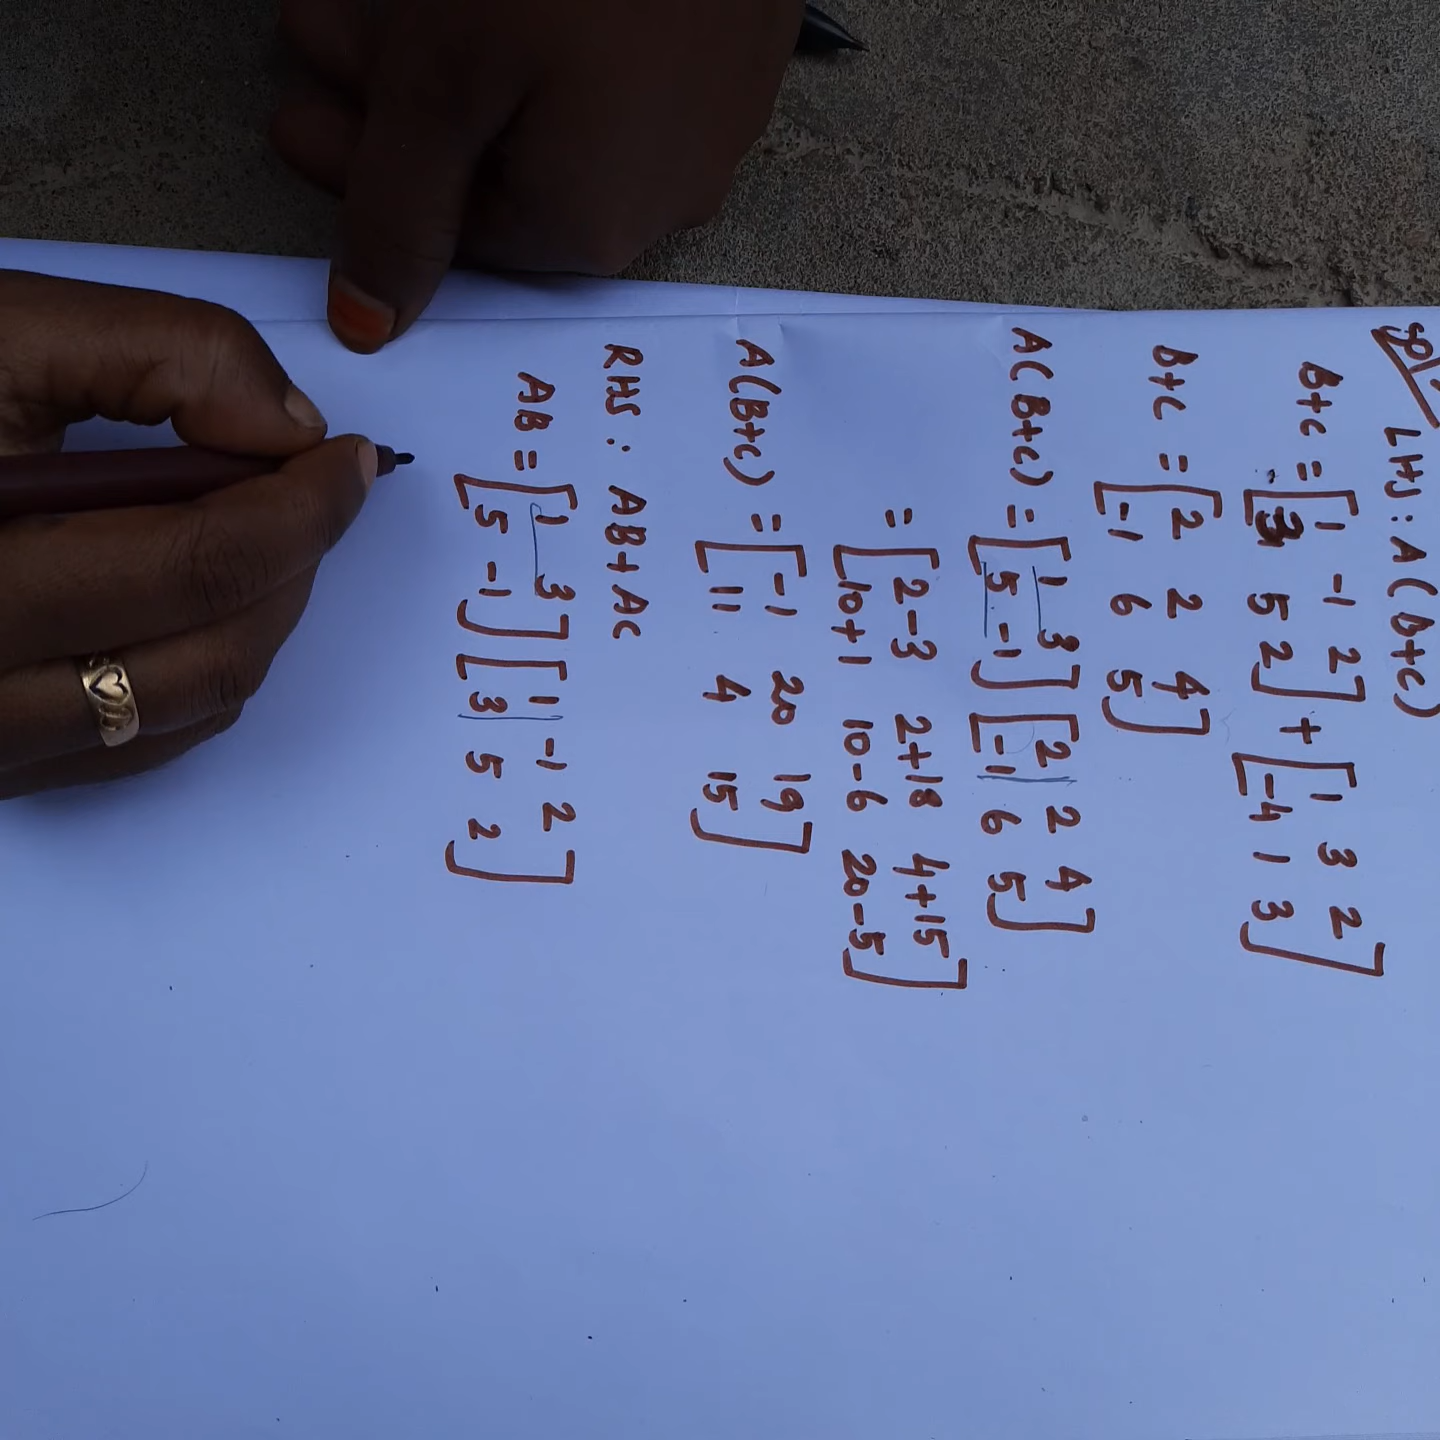 Sol:
LHS : A(B+C)
B+C = [1 -1 2] + [1 3 2]
[3 5 2] [-4 1 3]
B+C = [2 2 4]
[-1 6 5]
A(B+C) = [1 3] [2 2 4]
[5 -1] [-1 6 5]
= [2-3 2+18 4+15]
[10+1 10-6 20-5]
A(B+C) = [-1 20 19]
[11 4 15]
RHS : AB+AC
AB = [1 3] [1 -1 2]
[5 -1] [3 5 2]